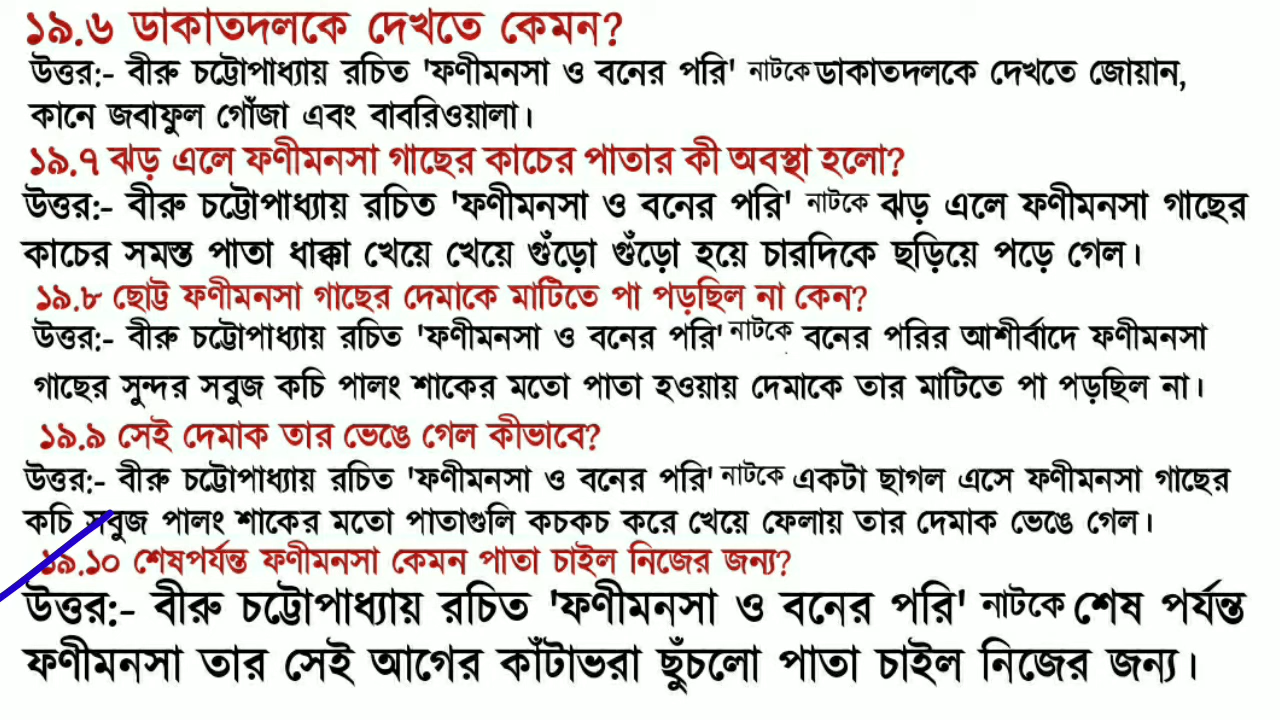 ১৯.৬ ডাকাতদলকে দেখতে কেমন?
উত্তর:- বীরু চট্টোপাধ্যায় রচিত 'ফণীমনসা ও বনের পরি' নাটকে ডাকাতদলকে দেখতে জোয়ান,
কানে জবাফুল গোঁজা এবং বাবরিওয়ালা।
১৯.৭ ঝড় এলে ফণীমনসা গাছের কাচের পাতার কী অবস্থা হলো?
উত্তর:- বীরু চট্টোপাধ্যায় রচিত 'ফণীমনসা ও বনের পরি' নাটকে ঝড় এলে ফণীমনসা গাছের
কাচের সমস্ত পাতা ধাক্কা খেয়ে খেয়ে গুঁড়ো গুঁড়ো হয়ে চারদিকে ছড়িয়ে পড়ে গেল।
১৯.৮ ছোট্ট ফণীমনসা গাছের দেমাকে মাটিতে পা পড়ছিল না কেন?
উত্তর:- বীরু চট্টোপাধ্যায় রচিত 'ফণীমনসা ও বনের পরি' নাটকে বনের পরির আশীর্বাদে ফণীমনসা
গাছের সুন্দর সবুজ কচি পালং শাকের মতো পাতা হওয়ায় দেমাকে তার মাটিতে পা পড়ছিল না।
১৯.৯ সেই দেমাক তার ভেঙে গেল কীভাবে?
উত্তর:- বীরু চট্টোপাধ্যায় রচিত 'ফণীমনসা ও বনের পরি' নাটকে একটা ছাগল এসে ফণীমনসা গাছের
কচি সবুজ পালং শাকের মতো পাতাগুলি কচকচ করে খেয়ে ফেলায় তার দেমাক ভেঙে গেল।
১৯.১০ শেষপর্যন্ত ফণীমনসা কেমন পাতা চাইল নিজের জন্য?
উত্তর:- বীরু চট্টোপাধ্যায় রচিত 'ফণীমনসা ও বনের পরি' নাটকে শেষ পর্যন্ত
ফণীমনসা তার সেই আগের কাঁটাভরা ছুঁচলো পাতা চাইল নিজের জন্য।